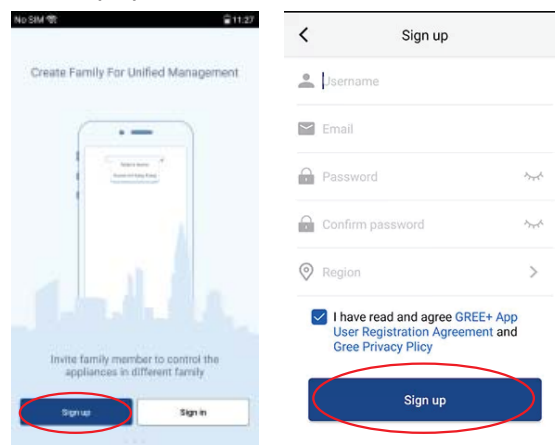 No SIM
11:27
Create Family For Unified Management
Invite family member to control the
appliances in different family
Sign up
Sign in
Sign up
Username
Email
Password
Confirm password
Region
I have read and agree GREE+ App
User Registration Agreement and
Gree Privacy Plicy
Sign up